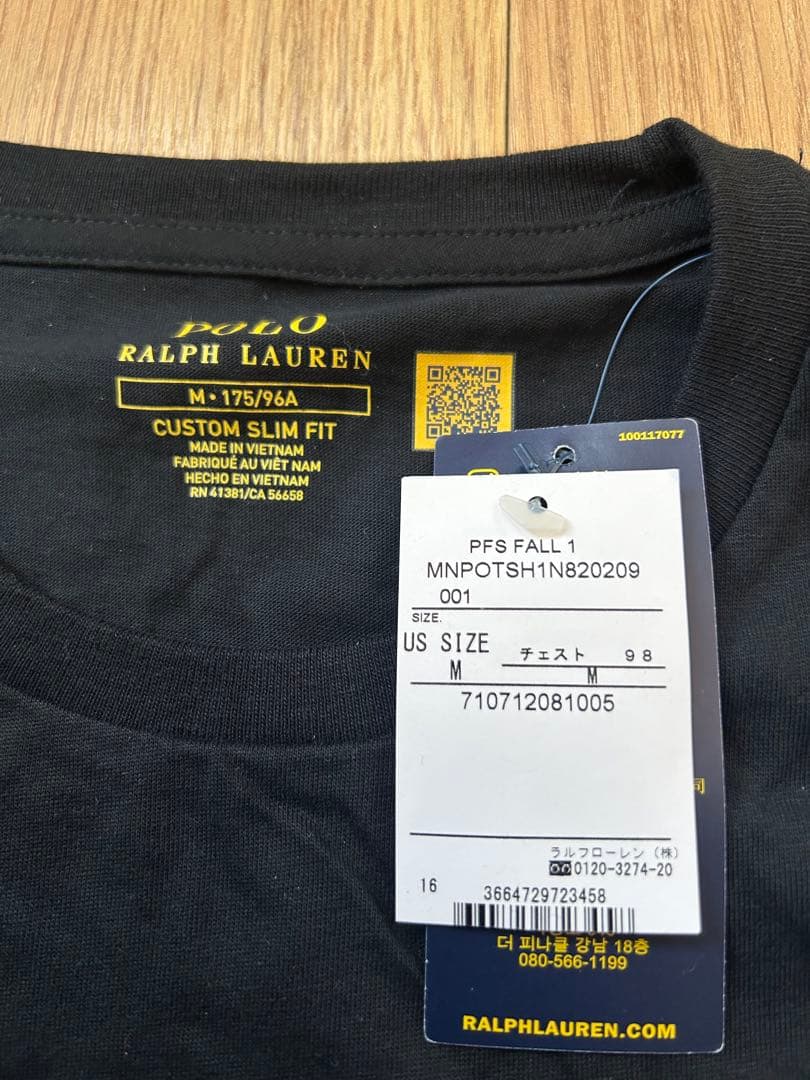 POLO
RALPH LAUREN
M • 175/96A
CUSTOM SLIM FIT
MADE IN VIETNAM
FABRIQUÉ AU VIÊT NAM
HECHO EN VIETNAM
RN 41381/CA 56658
100117077
PFS FALL 1
MNPOTSH1N820209
001
SIZE.
US SIZE
M
チェスト 98
M
710712081005
司
ラルフローレン (株)
0120-3274-20
16
3664729723458
더 피나클 강남 18층
080-566-1199
RALPHLAUREN.COM